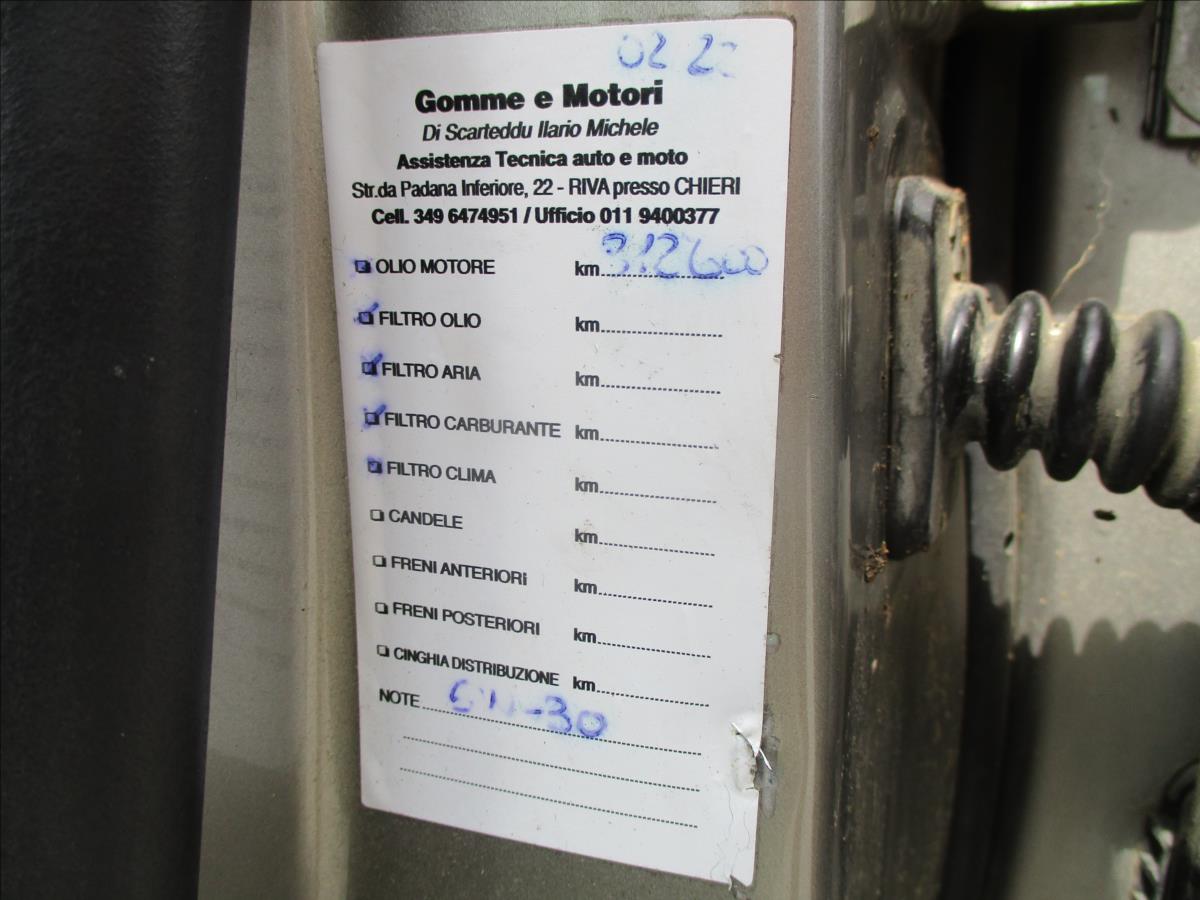 02 2
Gomme e Motori
Di Scarteddu Ilario Michele
Assistenza Tecnica auto e moto
Str.da Padana Inferiore, 22 - RIVA presso CHIERI
Cell. 349 6474951 / Ufficio 011 9400377
OLIO MOTORE km 312600
FILTRO OLIO km
FILTRO ARIA km
FILTRO CARBURANTE km
FILTRO CLIMA km
CANDELE km
FRENI ANTERIORI km
FRENI POSTERIORI km
CINGHIA DISTRIBUZIONE km
NOTE -30